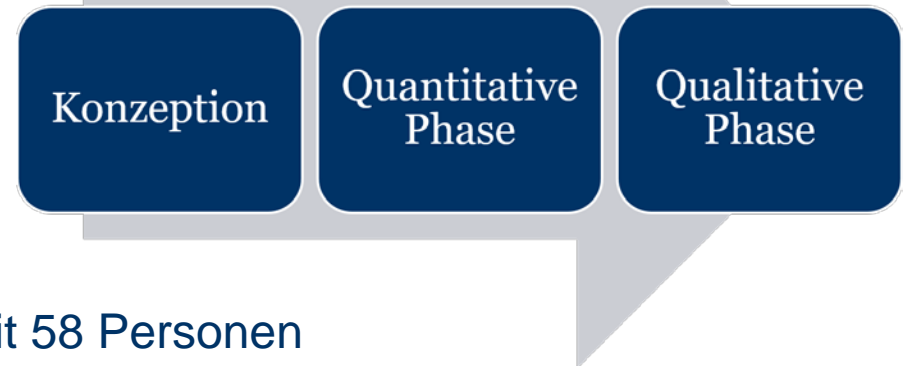 Konzeption
Quantitative
Phase
Qualitative
Phase
58 Personen